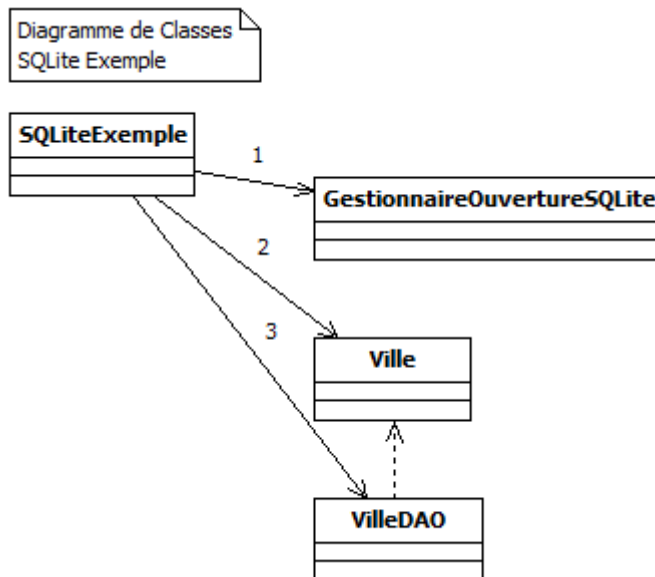 Diagramme de Classes
SQLite Exemple
SQLiteExemple
1
GestionnaireOuvertureSQLite
2
3
Ville
VilleDAO